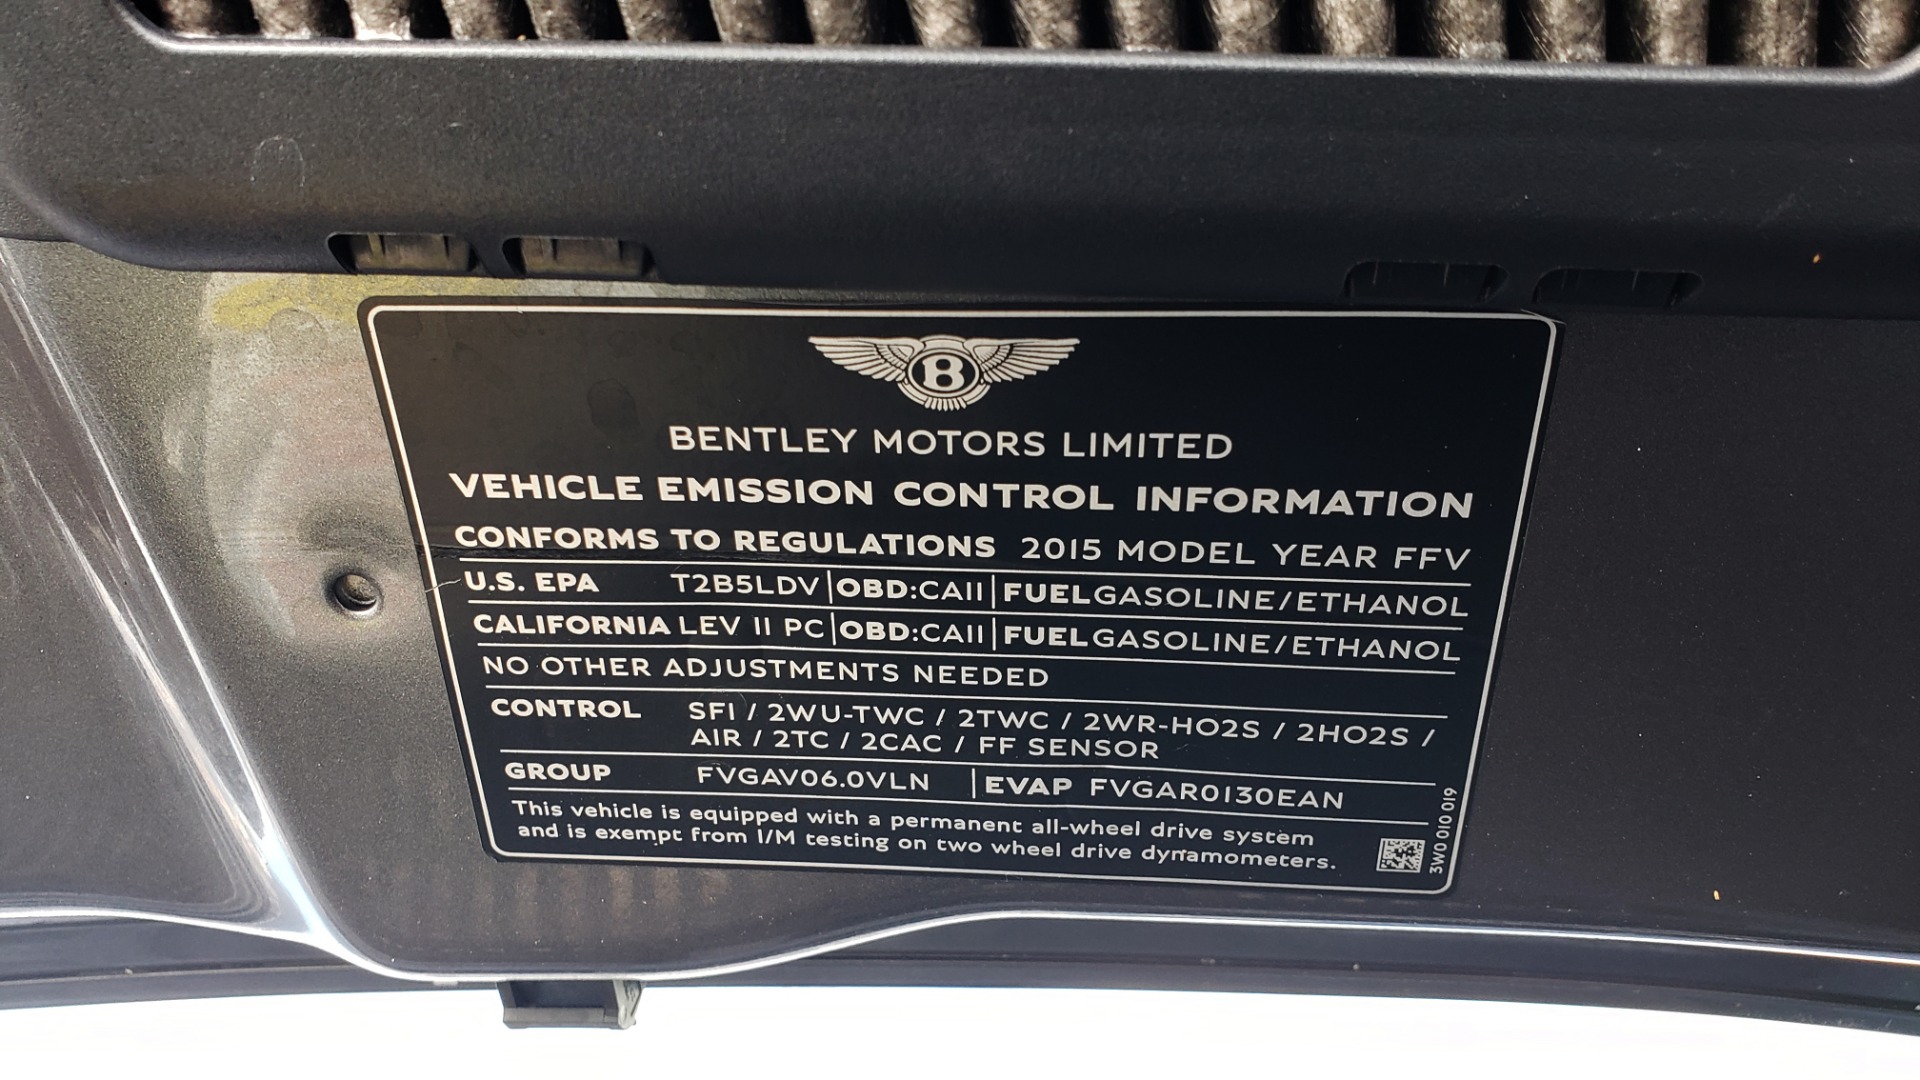 B
BENTLEY MOTORS LIMITED
VEHICLE EMISSION CONTROL INFORMATION
CONFORMS TO REGULATIONS 2015 MODEL YEAR FFV
U.S. EPA T2B5LDV | OBD:CAII | FUEL GASOLINE/ETHANOL
CALIFORNIA LEV II PC | OBD:CAII | FUEL GASOLINE/ETHANOL
NO OTHER ADJUSTMENTS NEEDED
CONTROL SFI / 2WU-TWC / 2TWC / 2WR-HO2S / 2HO2S /
AIR / 2TC / 2CAC / FF SENSOR
GROUP FVGAV06.0VLN | EVAP FVGAR0130EAN
This vehicle is equipped with a permanent all-wheel drive system
and is exempt from I/M testing on two wheel drive dynamometers.
3W0 010 019